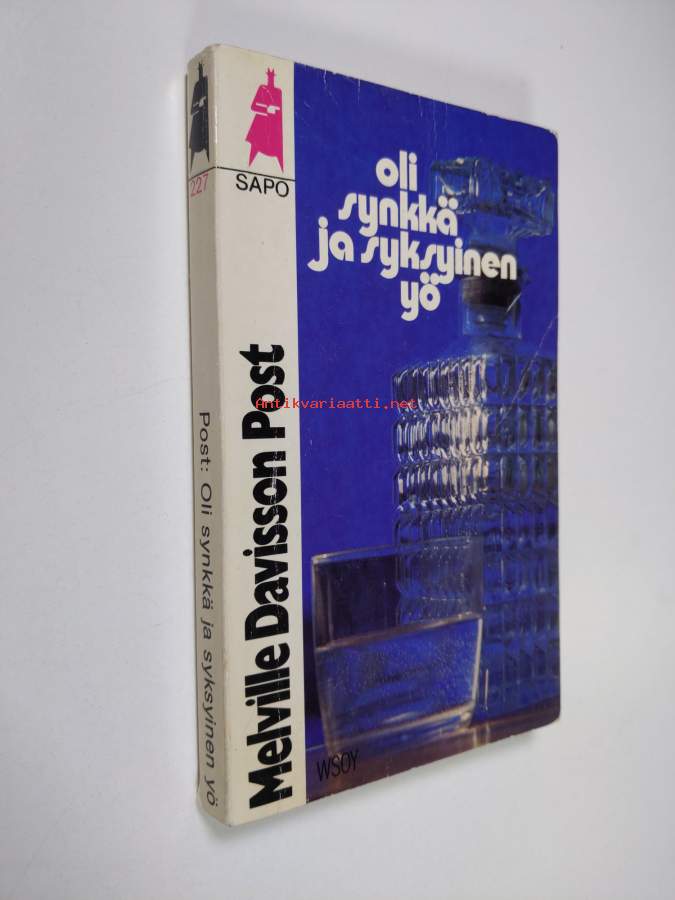 227
Post: Oli synkkä ja syksyinen yö
SAPO
Melville Davisson Post
oli
synkkä
ja syksyinen
yö
WSOY
Antikvariaatti.net